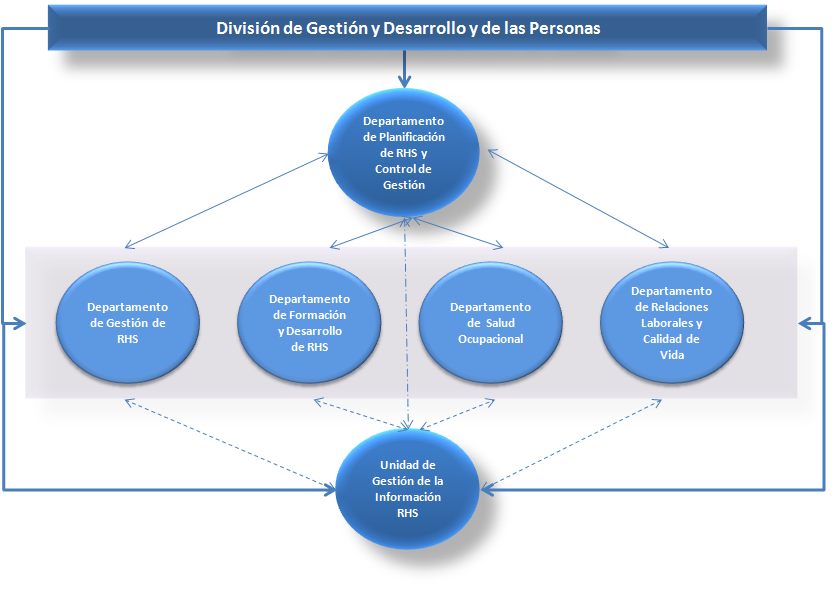 División de Gestión y Desarrollo y de las Personas
Departamento
de Planificación
de RHS y
Control de
Gestión
Departamento
de Gestión de
RHS
Departamento
de Formación
y Desarrollo
de RHS
Departamento
de Salud
Ocupacional
Departamento
de Relaciones
Laborales y
Calidad de
Vida
Unidad de
Gestión de la
Información
RHS